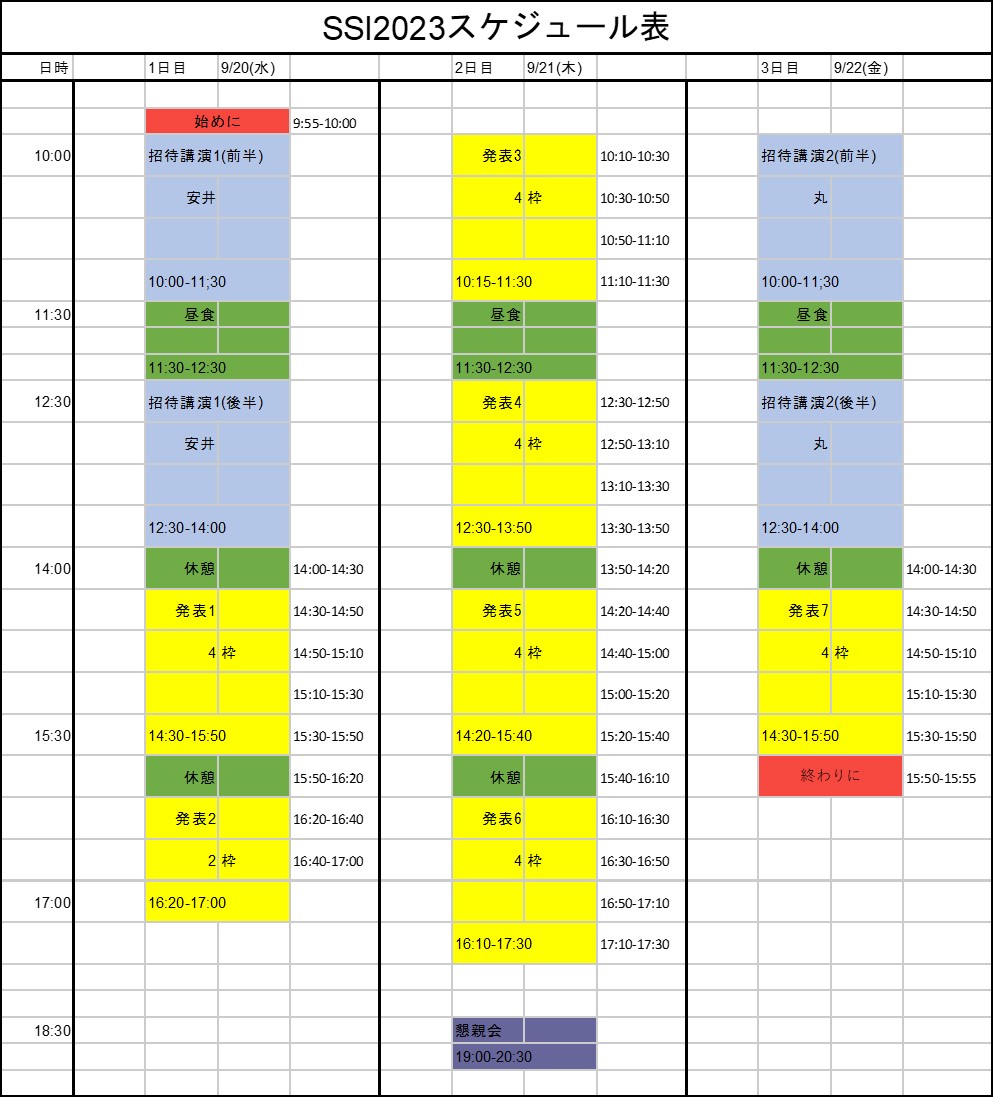 SSI2023スケジュール表
日時 1日目 9/20(水) 2日目 9/21(木) 3日目 9/22(金)
始めに 9:55-10:00
10:00 招待講演1(前半) 発表3 10:10-10:30 招待講演2(前半)
安井 4 枠 10:30-10:50 丸
10:50-11:10
10:00-11;30 10:15-11:30 11:10-11:30 10:00-11;30
11:30 昼食 昼食 昼食
11:30-12:30 11:30-12:30 11:30-12:30
12:30 招待講演1(後半) 発表4 12:30-12:50 招待講演2(後半)
安井 4 枠 12:50-13:10 丸
13:10-13:30
12:30-14:00 12:30-13:50 13:30-13:50 12:30-14:00
14:00 休憩 14:00-14:30 休憩 13:50-14:20 休憩 14:00-14:30
発表1 14:30-14:50 発表5 14:20-14:40 発表7 14:30-14:50
4 枠 14:50-15:10 4 枠 14:40-15:00 4 枠 14:50-15:10
15:10-15:30 15:00-15:20 15:10-15:30
15:30 14:30-15:50 15:30-15:50 14:20-15:40 15:20-15:40 14:30-15:50 15:30-15:50
休憩 15:50-16:20 休憩 15:40-16:10 終わりに 15:50-15:55
発表2 16:20-16:40 発表6 16:10-16:30
2 枠 16:40-17:00 4 枠 16:30-16:50
17:00 16:20-17:00 16:50-17:10
16:10-17:30 17:10-17:30
18:30 懇親会
19:00-20:30